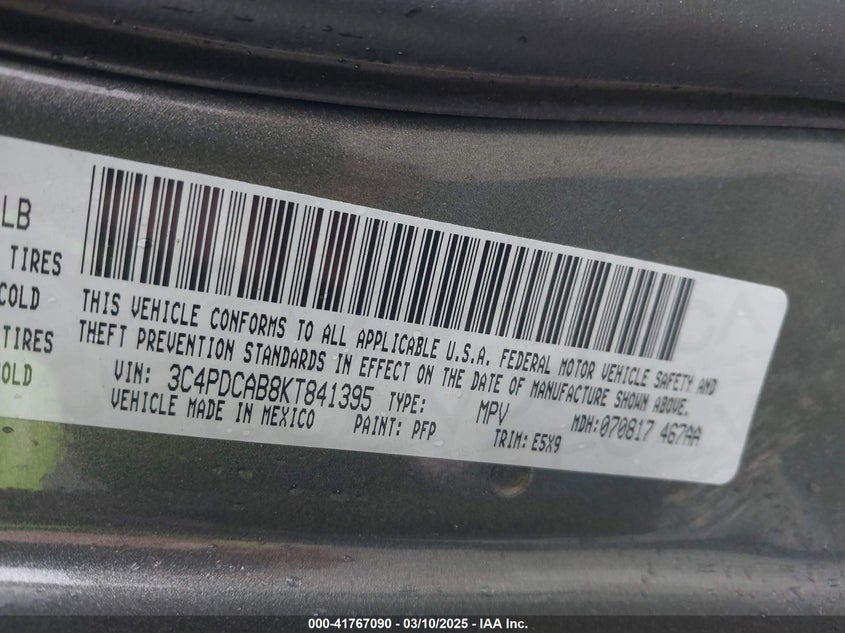 LB
TIRES
COLD
TIRES
OLD
THIS VEHICLE CONFORMS TO ALL APPLICABLE U.S.A. FEDERAL MOTOR VEHICLE SAFETY AND
THEFT PREVENTION STANDARDS IN EFFECT ON THE DATE OF MANUFACTURE SHOWN ABOVE.
VIN: 3C4PDCAB8KT841395 TYPE: MPV MDH:070817 467AA
VEHICLE MADE IN MEXICO PAINT: PFP TRIM: E5X9
000-41767090 - 03/10/2025 - IAA Inc.